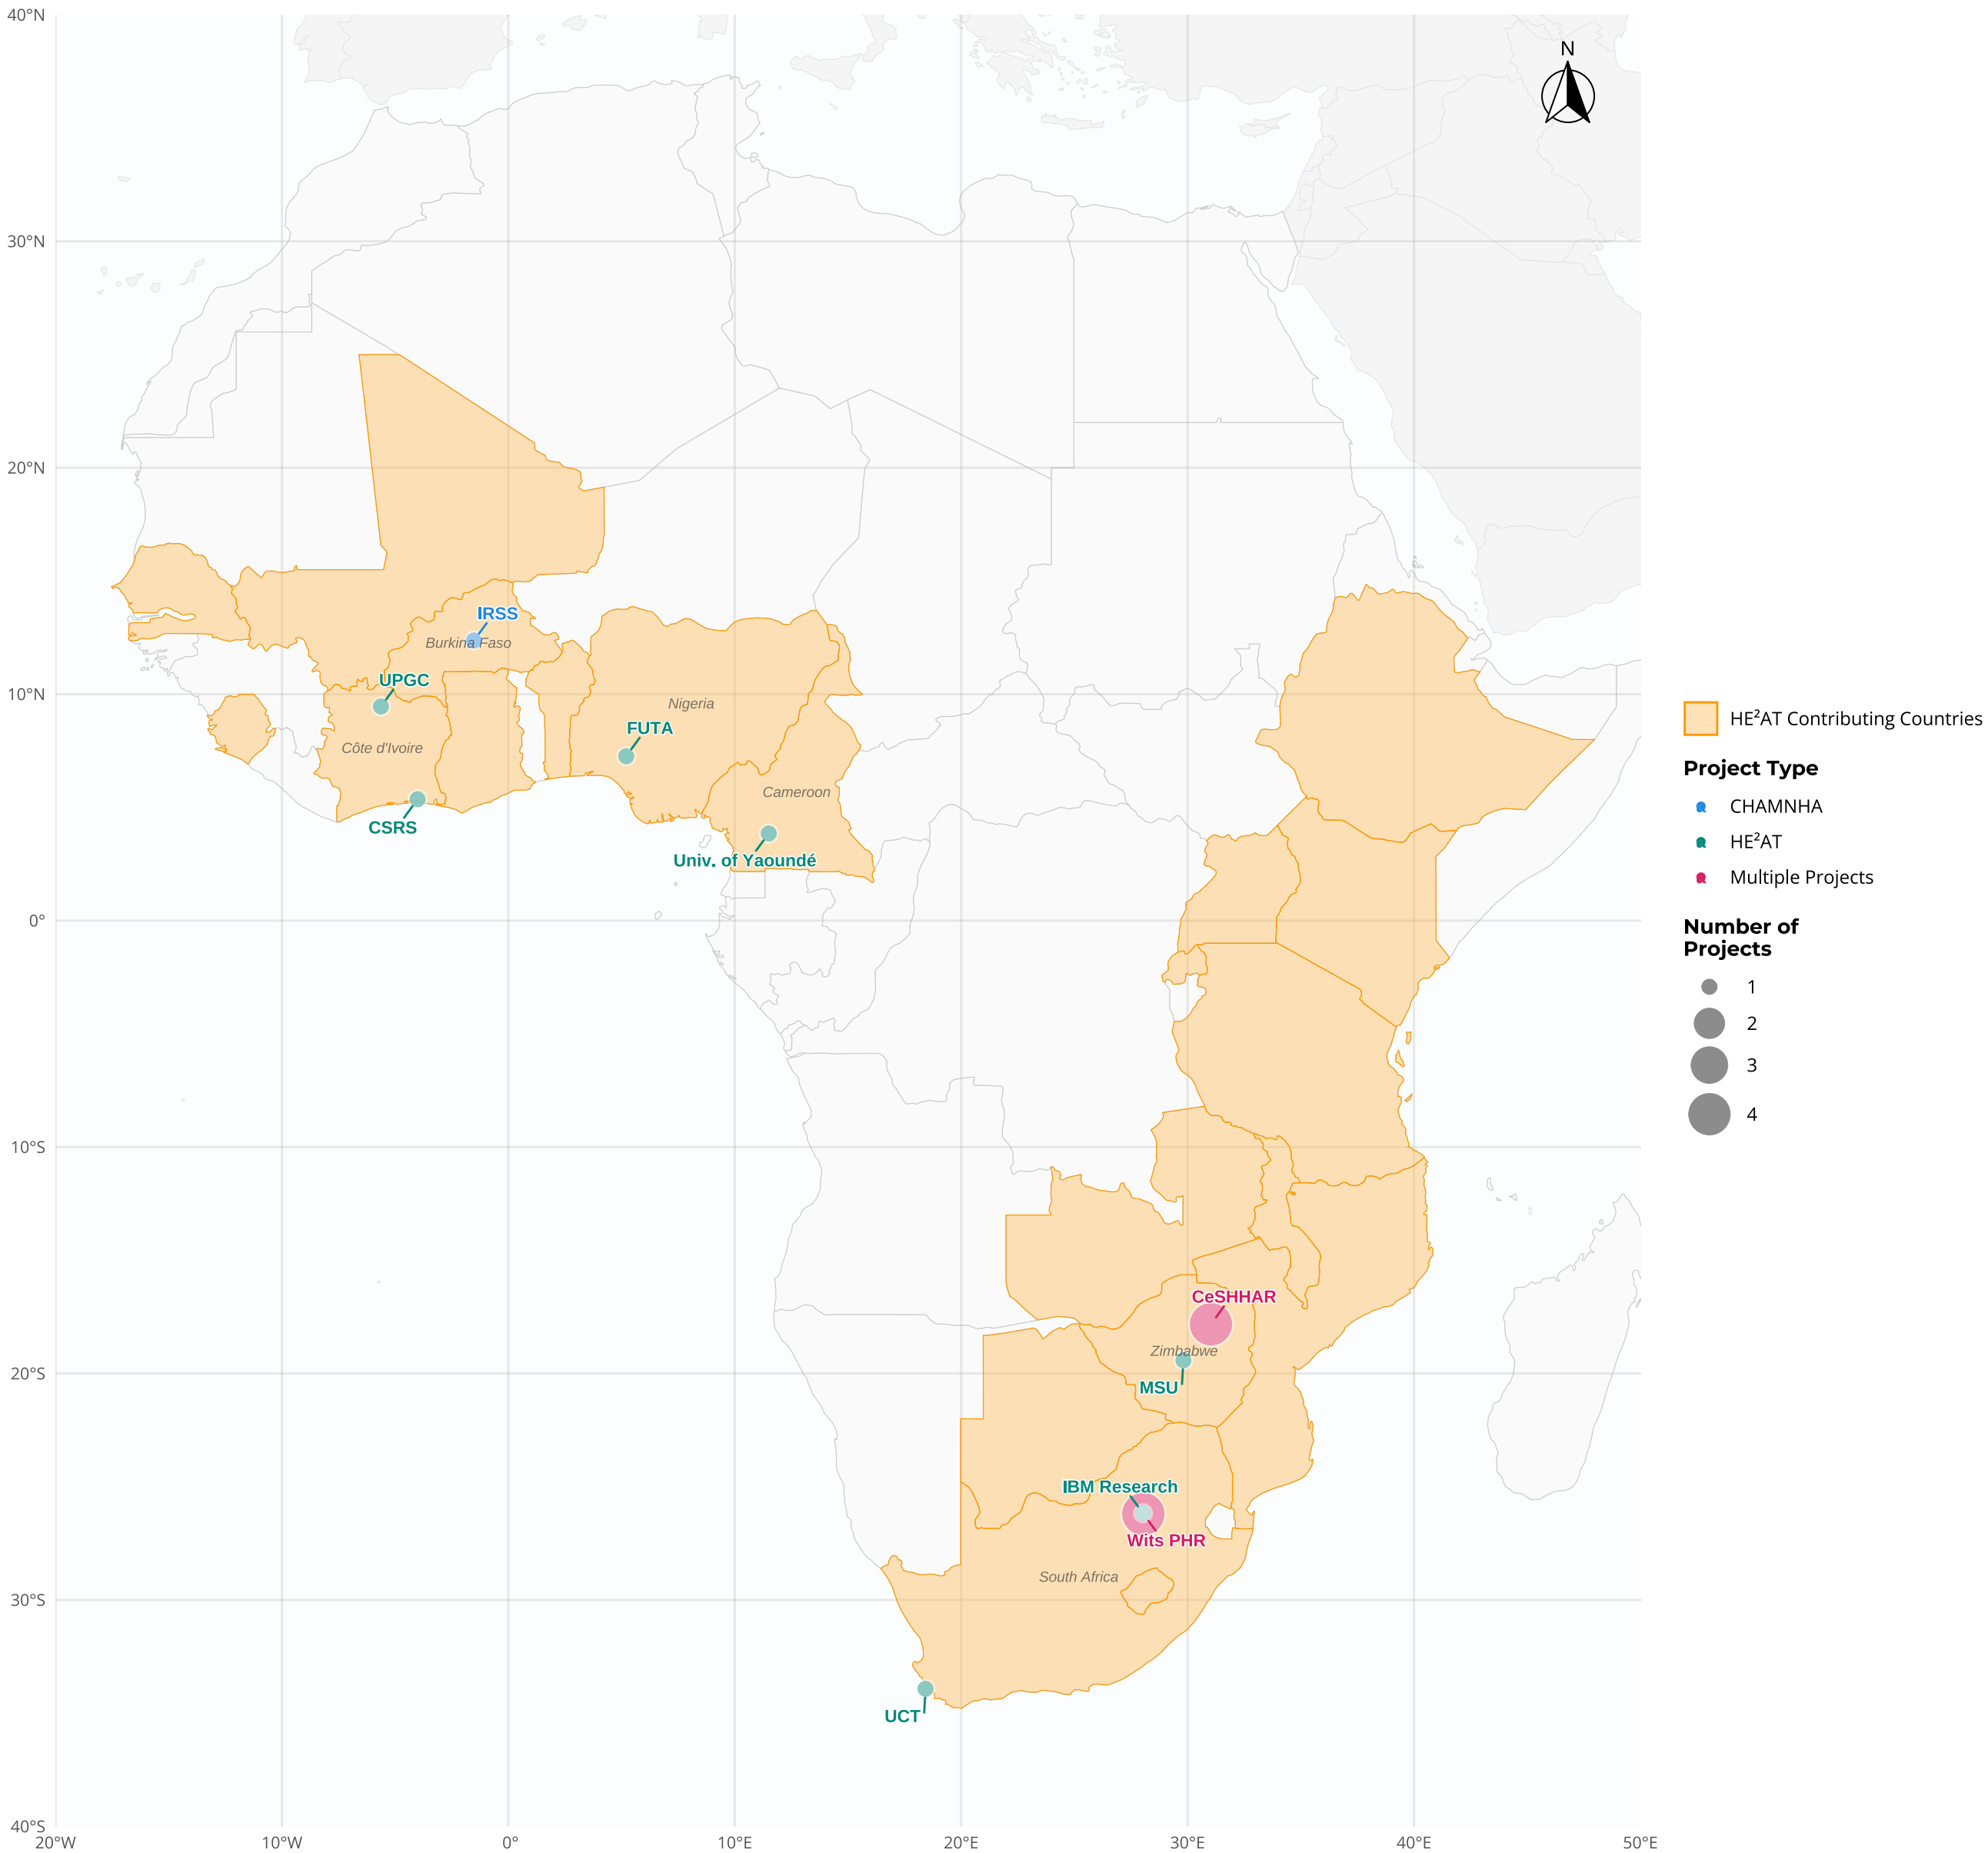 40°N
30°N
20°N
10°N
0°
10°S
20°S
30°S
40°S
20°W
10°W
0°
10°E
20°E
30°E
40°E
50°E
N
IRSS
Burkina Faso
UPGC
Nigeria
FUTA
Côte d'Ivoire
Cameroon
CSRS
Univ. of Yaoundé
CeSHHAR
Zimbabwe
MSU
IBM Research
Wits PHR
South Africa
UCT
HE²AT Contributing Countries
Project Type
CHAMNHA
HE²AT
Multiple Projects
Number of
Projects
1
2
3
4